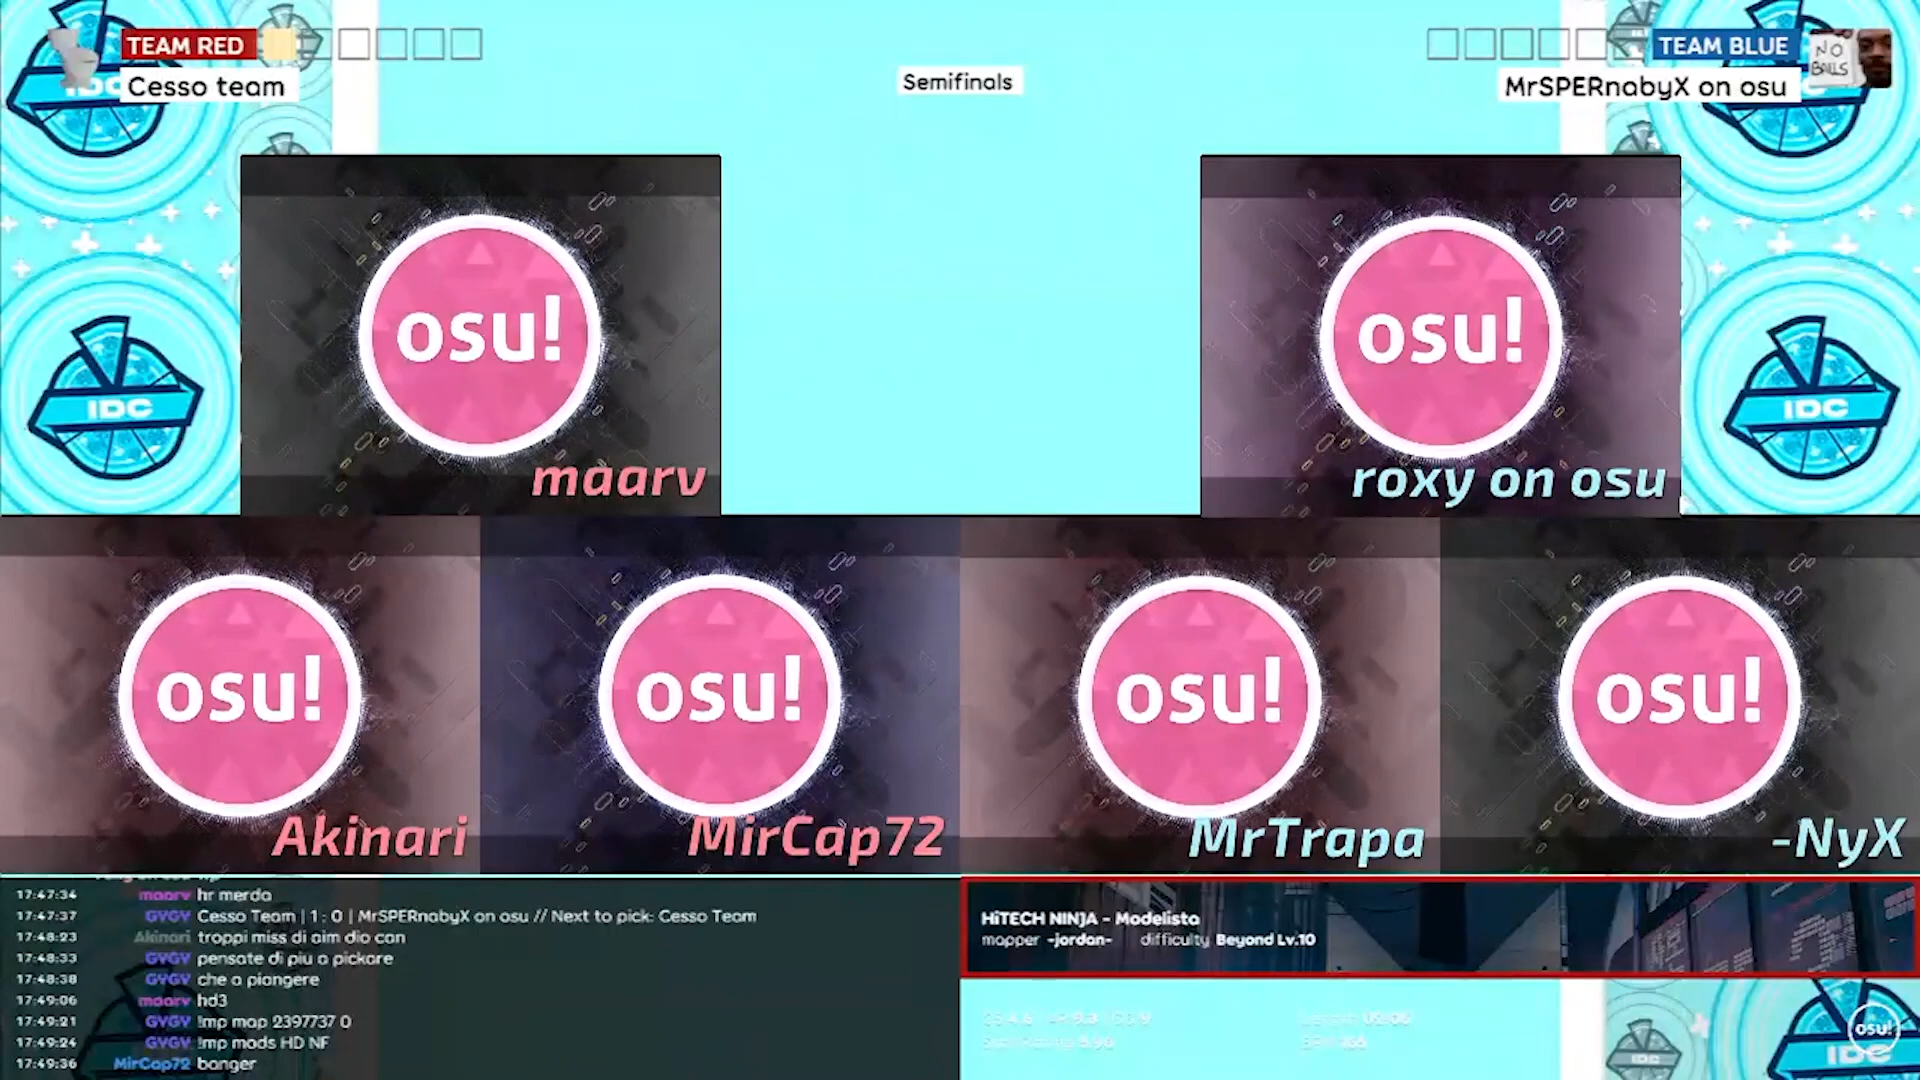 TEAM RED
Cesso team
Semifinals
TEAM BLUE
MrSPERnabyX on osu
NO
BALLS
osu!
maarv
osu!
roxy on osu
IDC
IDC
osu!
Akinari
osu!
MirCap72
osu!
MrTrapa
osu!
-NyX
17:47:34 maarv hr merda
17:47:37 GVGV Cesso Team | 1 : 0 | MrSPERnabyX on osu // Next to pick: Cesso Team
17:48:23 Akinari troppi miss di aim dio can
17:48:33 GVGV pensate di piu a pickare
17:48:38 GVGV che a piangere
17:49:06 maarv hd3
17:49:21 GVGV !mp map 2397737 0
17:49:24 GVGV !mp mods HD NF
17:49:36 MirCap72 banger
HiTECH NINJA - Modelista
mapper -jordan- difficulty Beyond Lv.10
osu!
IDC